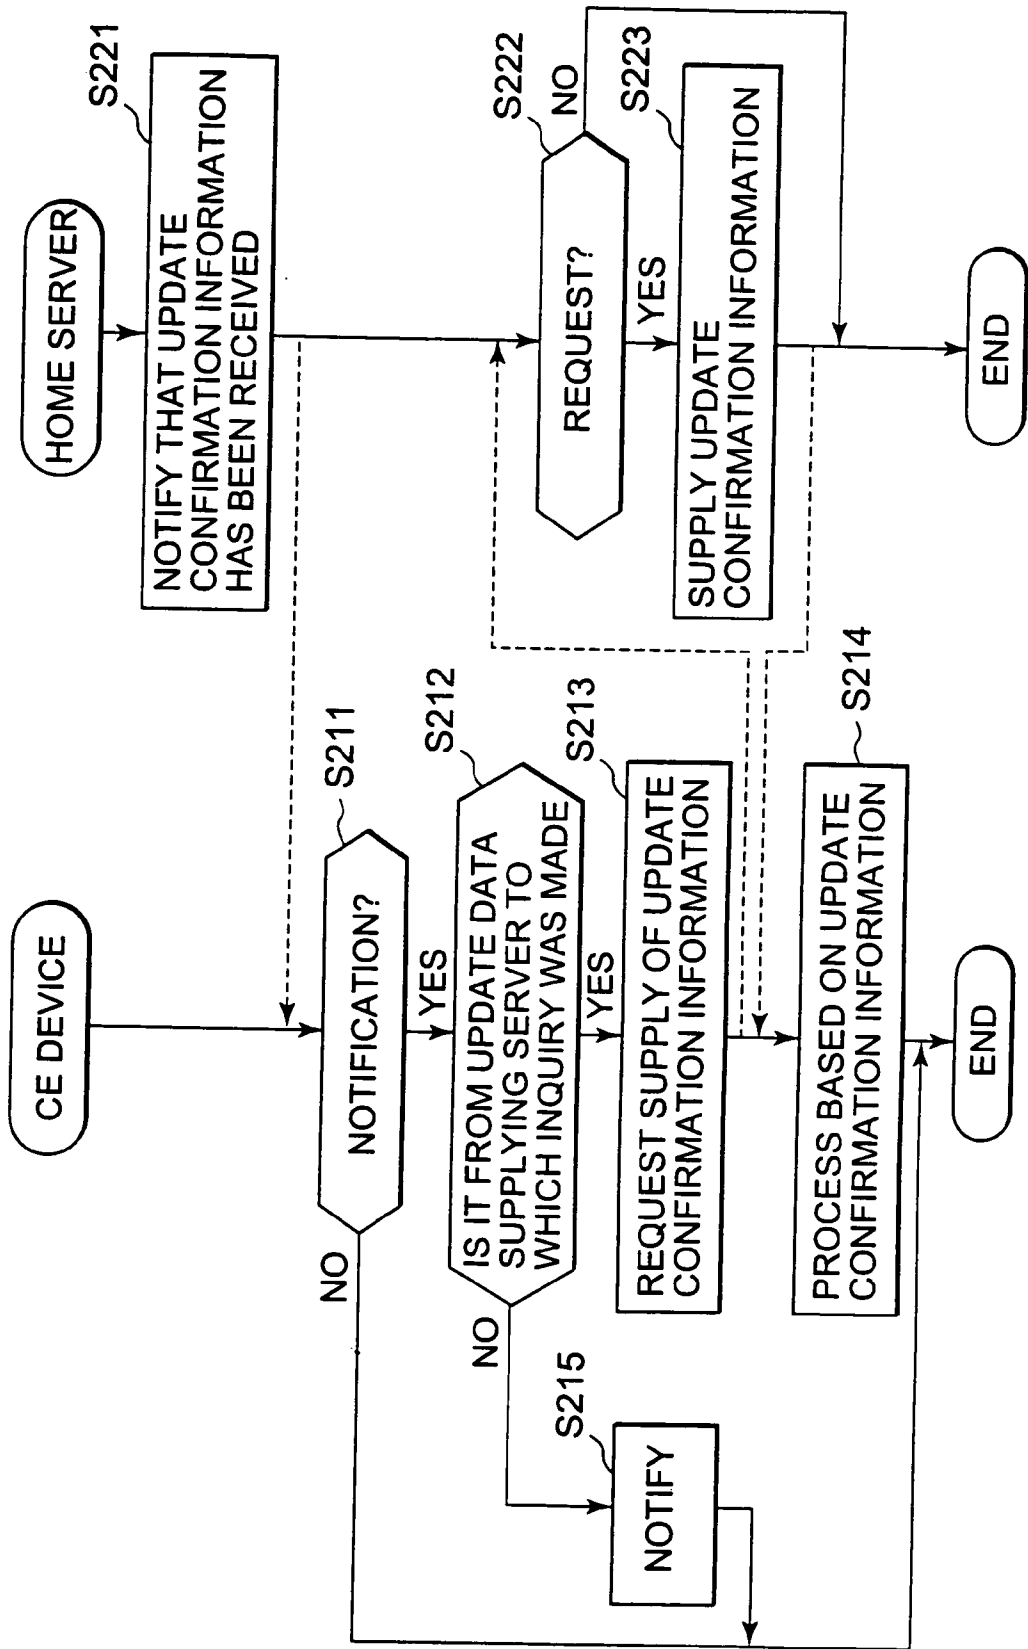 CE DEVICE
NOTIFICATION?
S211
NO
YES
IS IT FROM UPDATE DATA
SUPPLYING SERVER TO
WHICH INQUIRY WAS MADE
S212
NO
YES
S215
NOTIFY
REQUEST SUPPLY OF UPDATE
CONFIRMATION INFORMATION
S213
PROCESS BASED ON UPDATE
CONFIRMATION INFORMATION
S214
END
HOME SERVER
NOTIFY THAT UPDATE
CONFIRMATION INFORMATION
HAS BEEN RECEIVED
S221
REQUEST?
S222
NO
YES
SUPPLY UPDATE
CONFIRMATION INFORMATION
S223
END